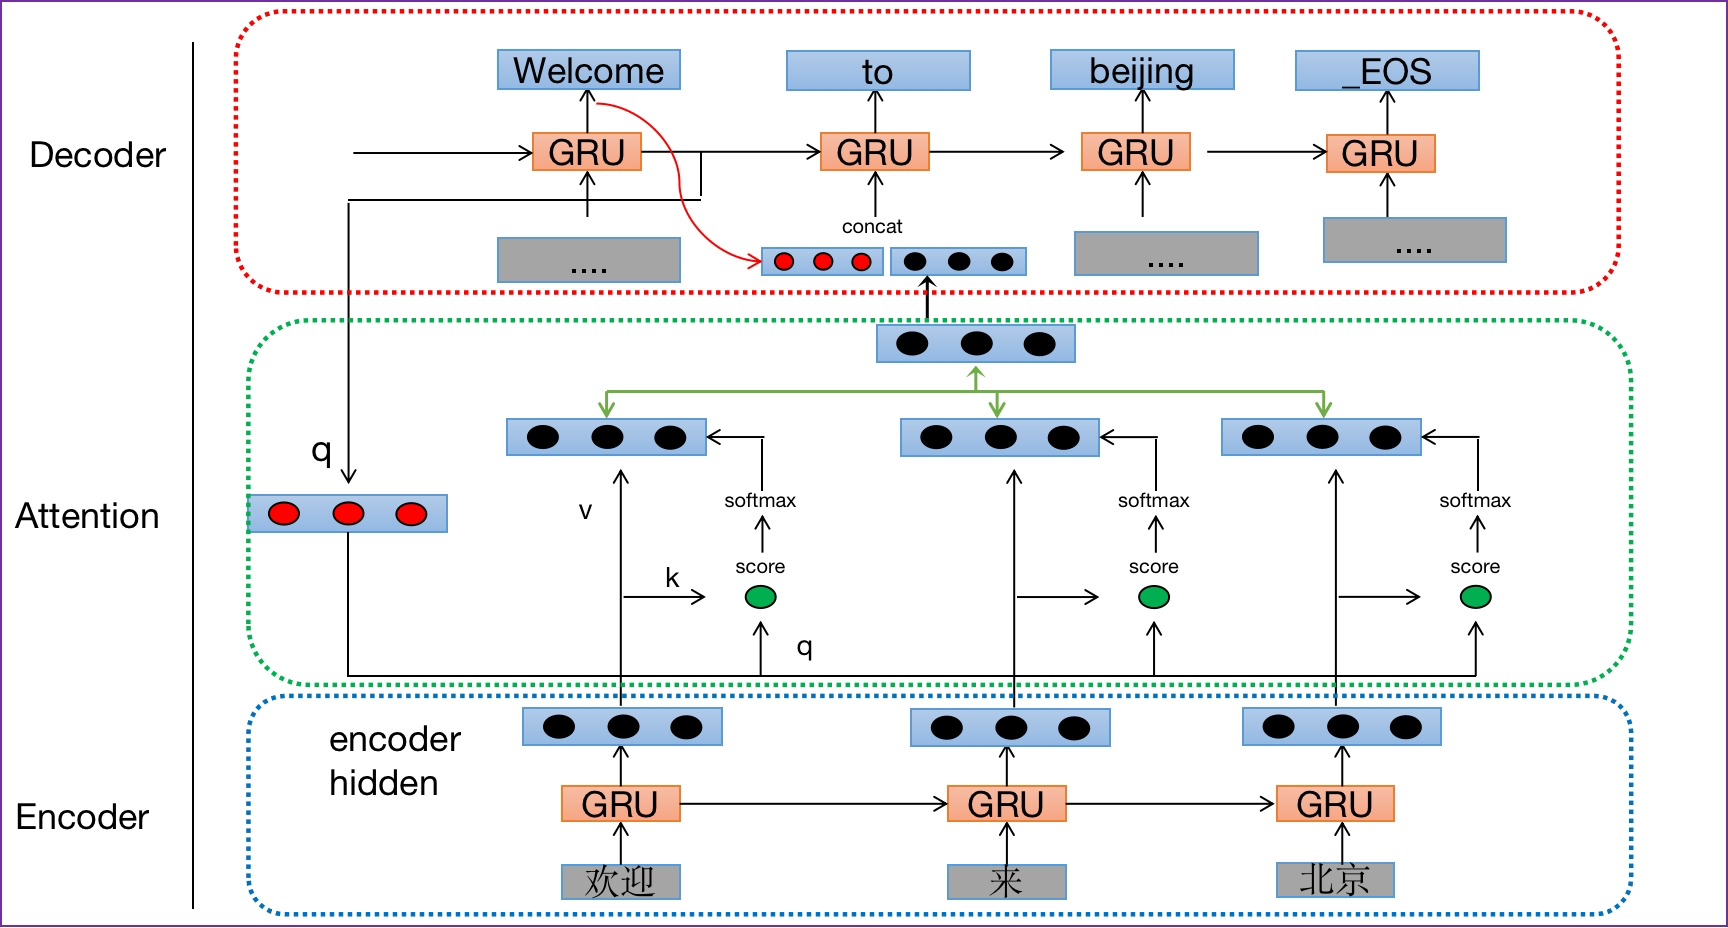 Welcome to beijing _EOS
Decoder
GRU GRU GRU GRU
concat
.... .... ....
q
Attention
v
softmax softmax softmax
score score score
k
q
encoder
hidden
Encoder
GRU GRU GRU
欢迎 来 北京